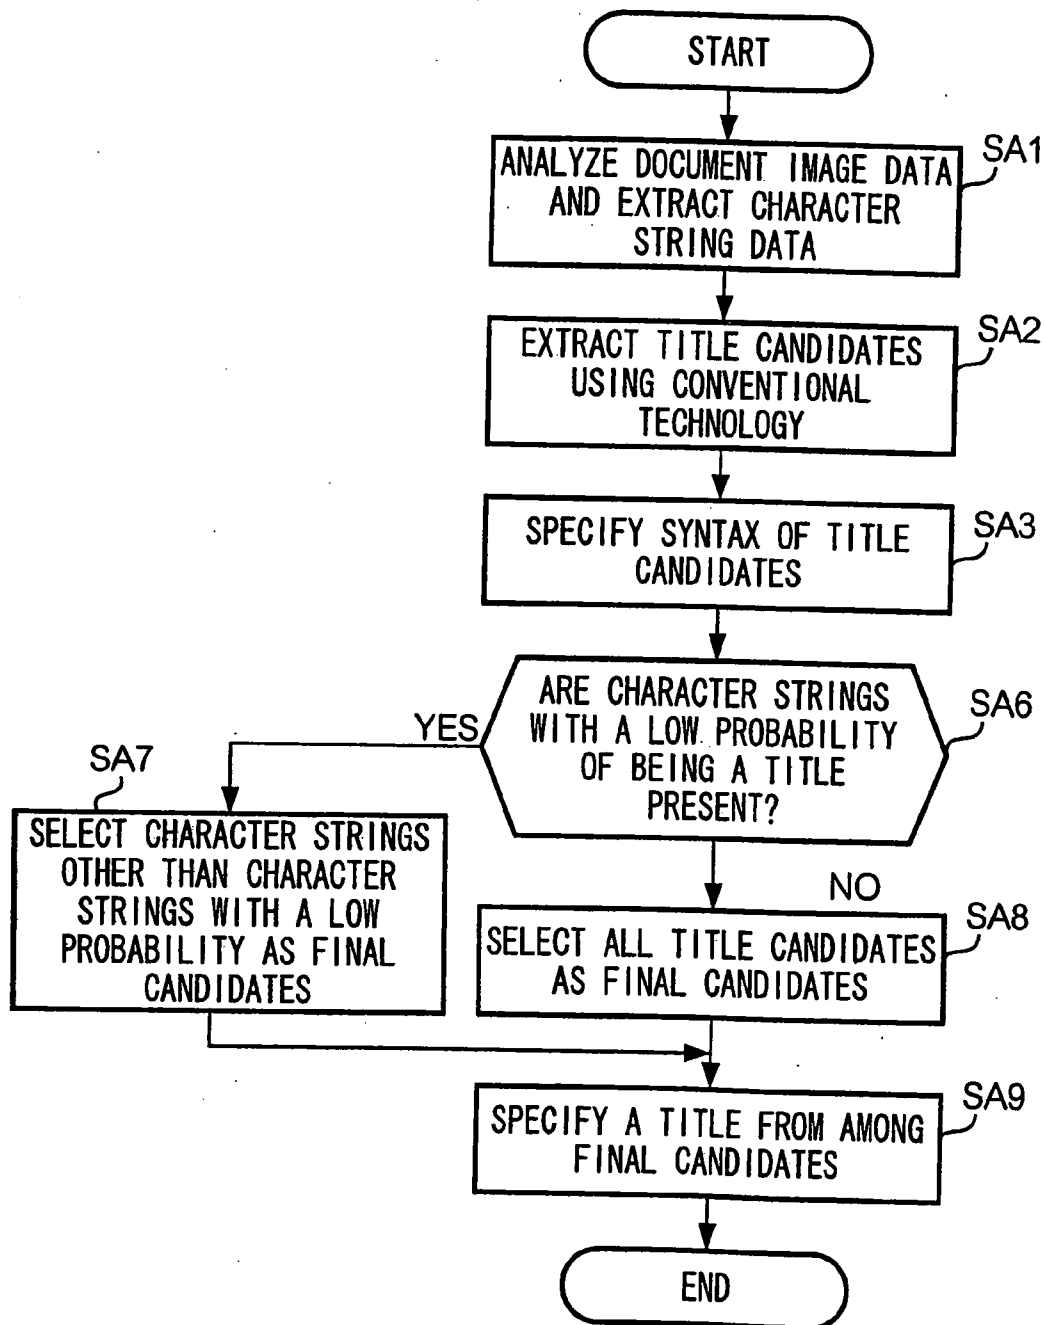 START
SA1
ANALYZE DOCUMENT IMAGE DATA
AND EXTRACT CHARACTER
STRING DATA
SA2
EXTRACT TITLE CANDIDATES
USING CONVENTIONAL
TECHNOLOGY
SA3
SPECIFY SYNTAX OF TITLE
CANDIDATES
SA6
ARE CHARACTER STRINGS
WITH A LOW PROBABILITY
OF BEING A TITLE
PRESENT?
YES
SA7
SELECT CHARACTER STRINGS
OTHER THAN CHARACTER
STRINGS WITH A LOW
PROBABILITY AS FINAL
CANDIDATES
NO
SA8
SELECT ALL TITLE CANDIDATES
AS FINAL CANDIDATES
SA9
SPECIFY A TITLE FROM AMONG
FINAL CANDIDATES
END